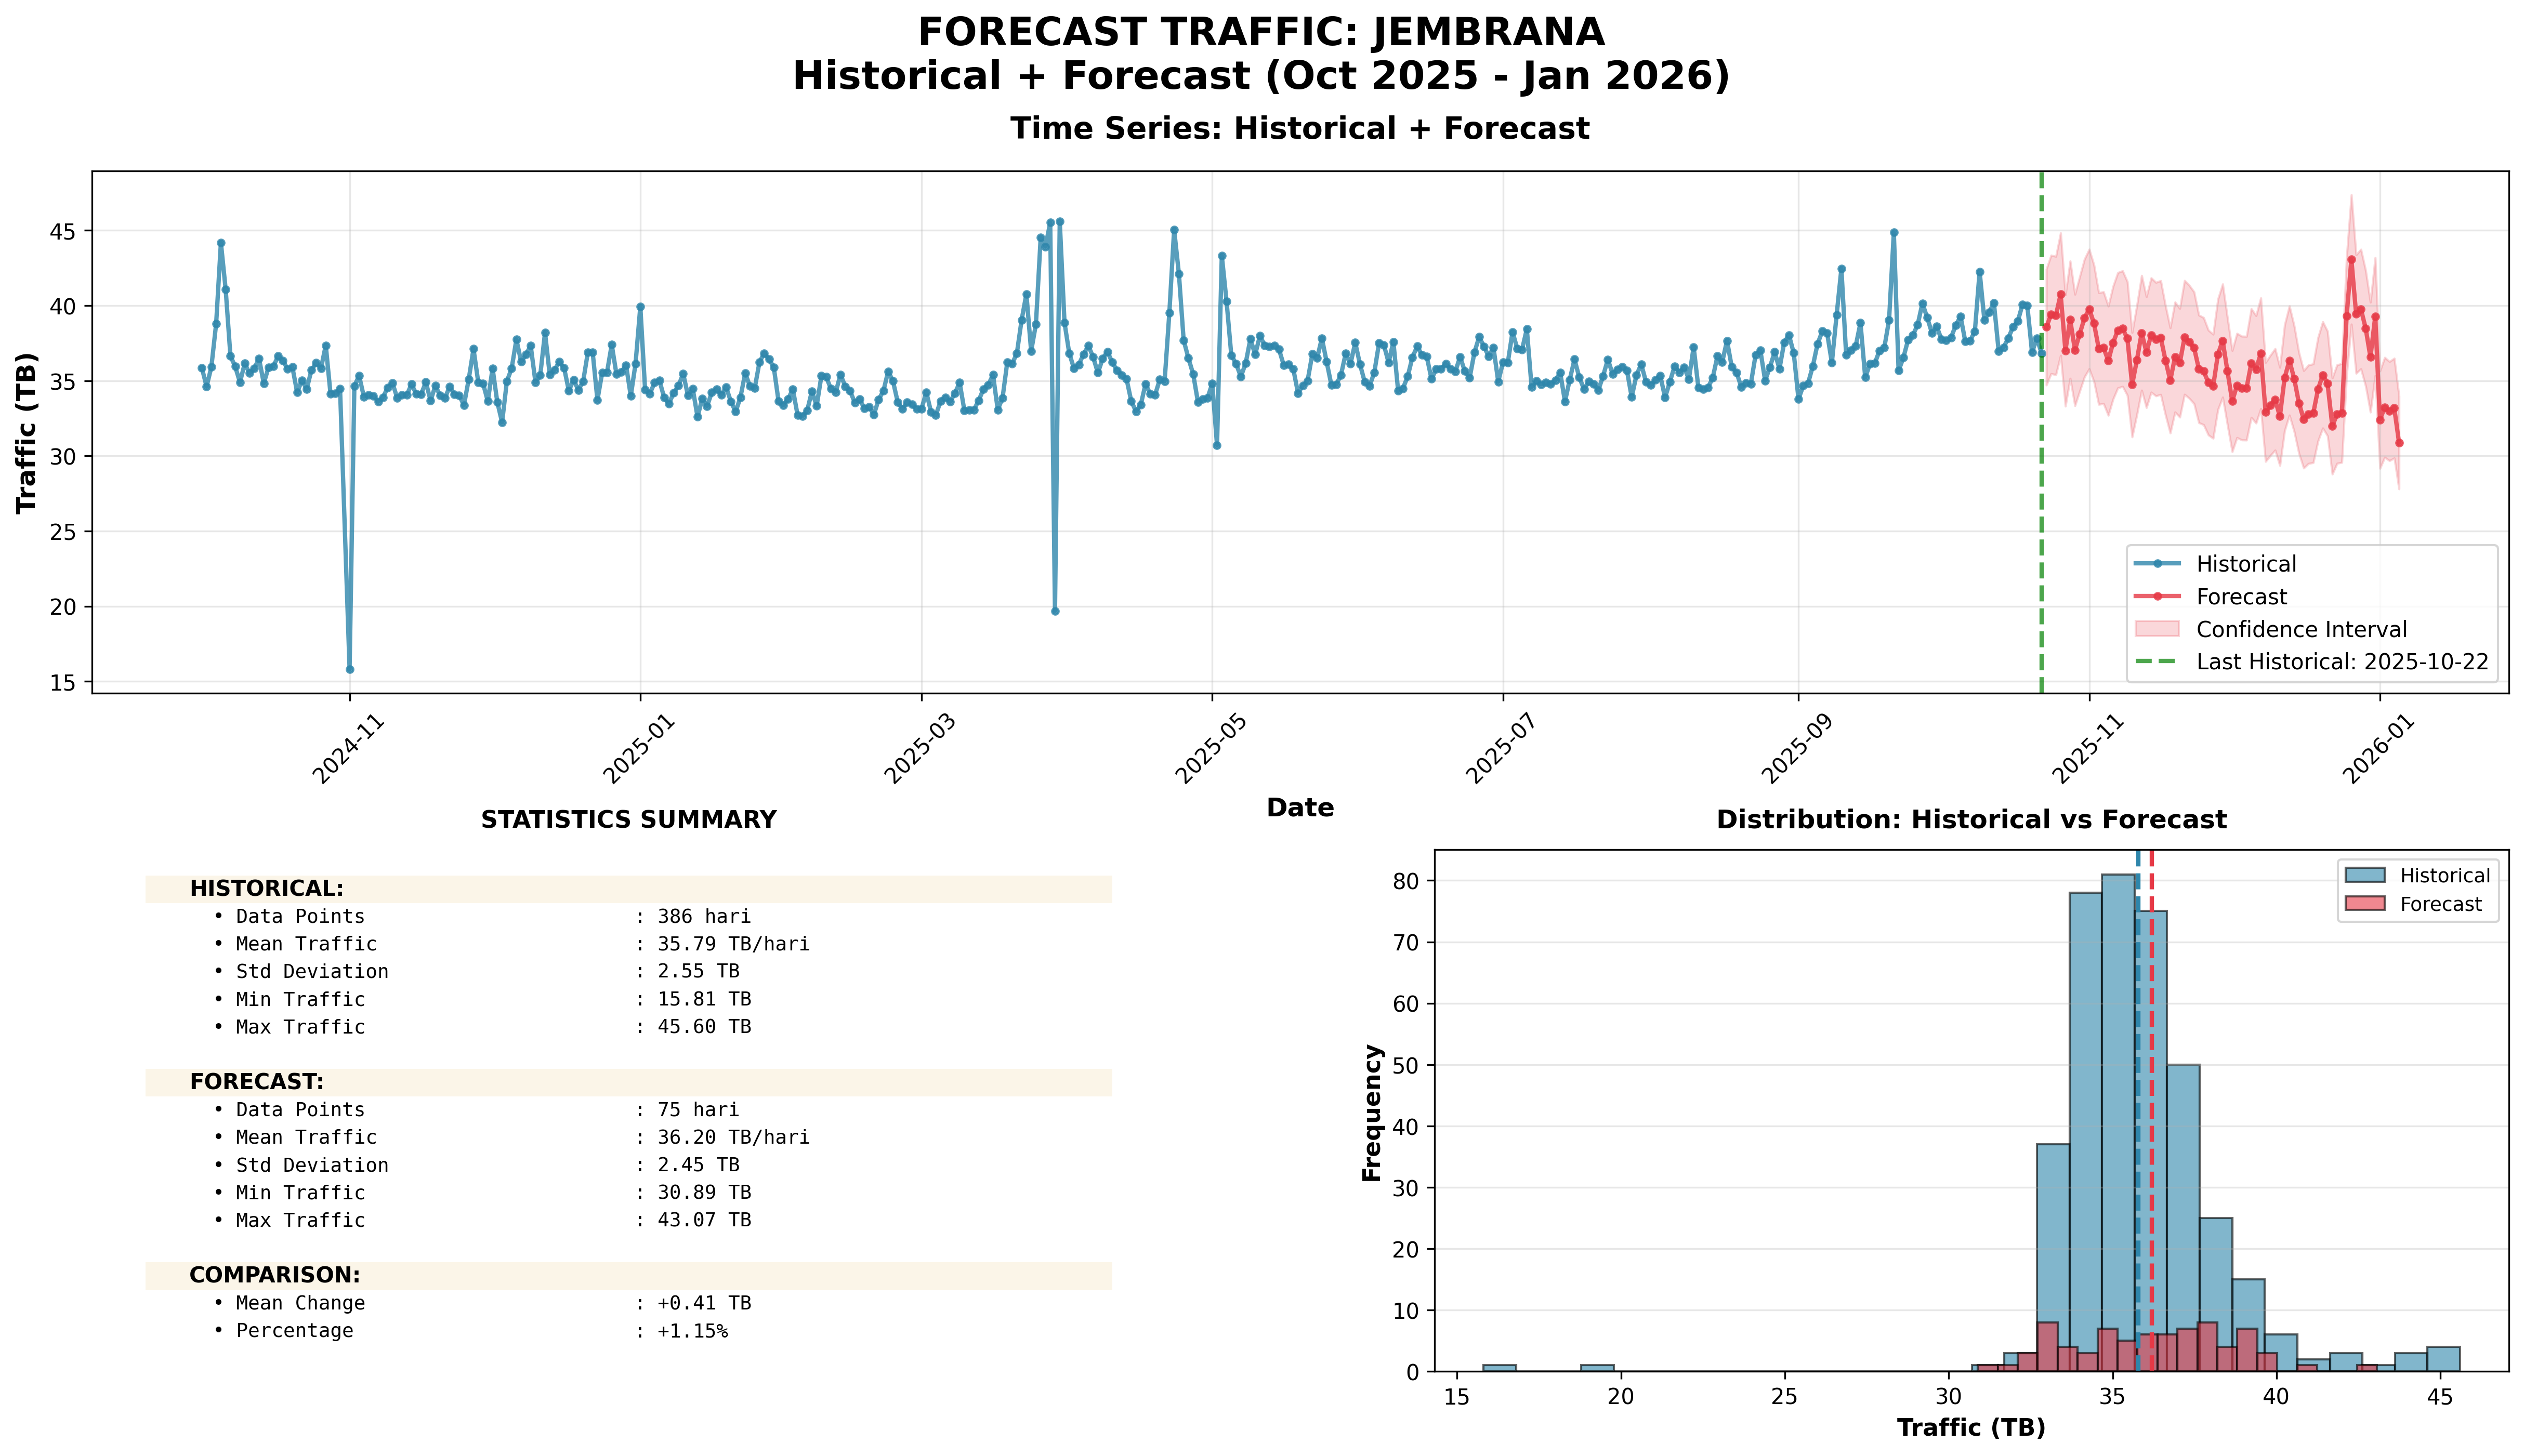 FORECAST TRAFFIC: JEMBRANA
Historical + Forecast (Oct 2025 - Jan 2026)
Time Series: Historical + Forecast
Traffic (TB)
45
40
35
30
25
20
15
Historical
Forecast
Confidence Interval
Last Historical: 2025-10-22
2024-11
2025-01
2025-03
2025-05
2025-07
2025-09
2025-11
2026-01
Date
STATISTICS SUMMARY
HISTORICAL:
• Data Points : 386 hari
• Mean Traffic : 35.79 TB/hari
• Std Deviation : 2.55 TB
• Min Traffic : 15.81 TB
• Max Traffic : 45.60 TB
FORECAST:
• Data Points : 75 hari
• Mean Traffic : 36.20 TB/hari
• Std Deviation : 2.45 TB
• Min Traffic : 30.89 TB
• Max Traffic : 43.07 TB
COMPARISON:
• Mean Change : +0.41 TB
• Percentage : +1.15%
Distribution: Historical vs Forecast
Frequency
80
70
60
50
40
30
20
10
0
Historical
Forecast
15
20
25
30
35
40
45
Traffic (TB)